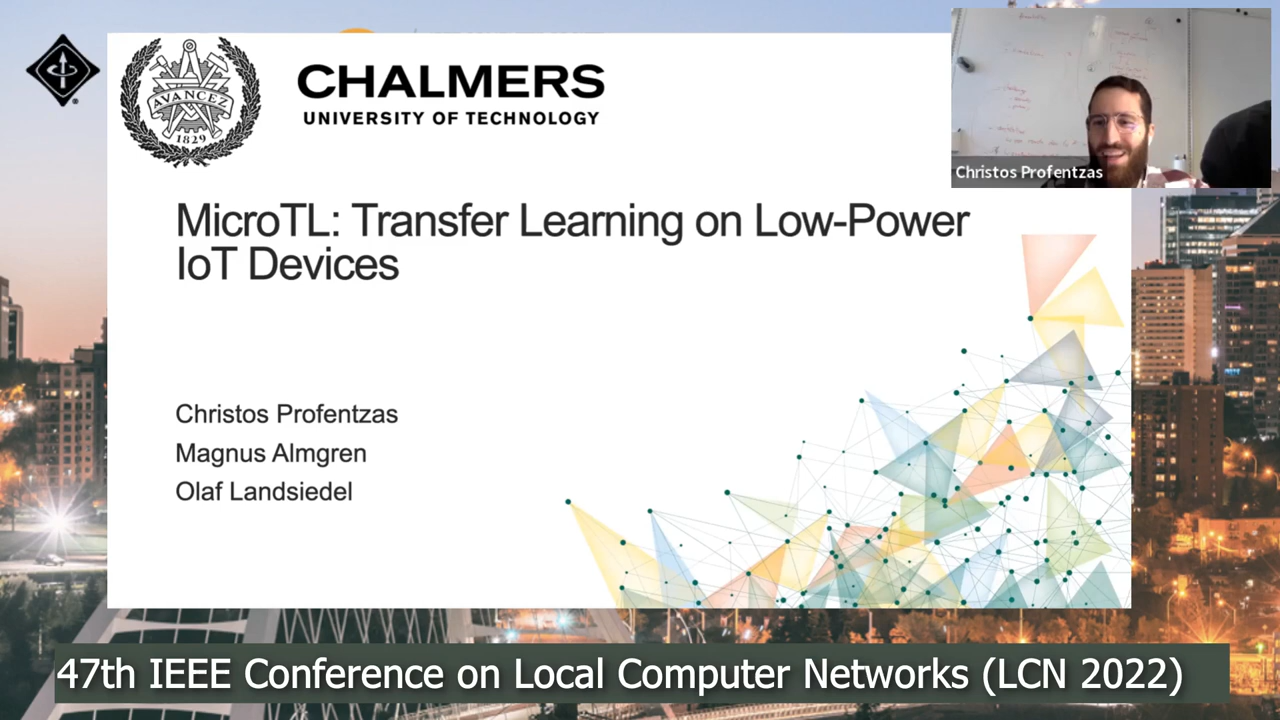 AVANCEZ
1829
CHALMERS
UNIVERSITY OF TECHNOLOGY
Christos Profentzas
MicroTL: Transfer Learning on Low-Power
IoT Devices
Christos Profentzas
Magnus Almgren
Olaf Landsiedel
47th IEEE Conference on Local Computer Networks (LCN 2022)